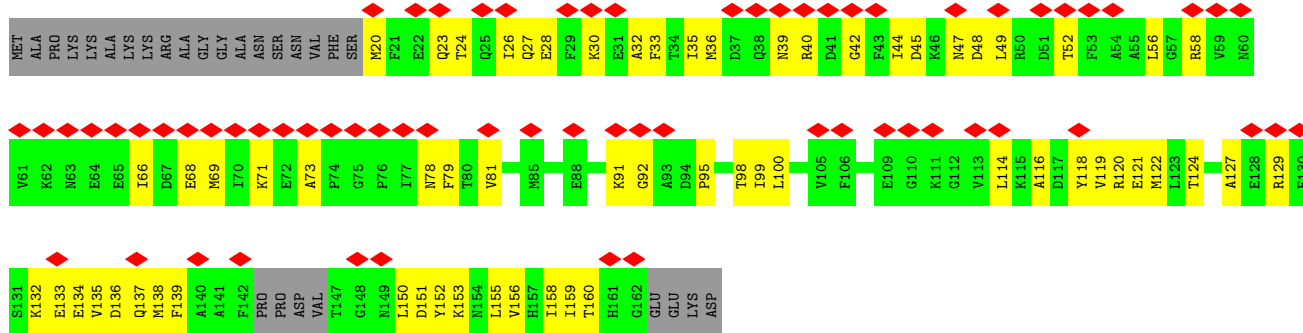 MET ALA PRO LYS LYS ALA LYS LYS ARG ALA GLY GLY ALA ASN SER ASN VAL PHE SER M20 F21 E22 Q23 T24 Q25 I26 Q27 E28 F29 K30 E31 A32 F33 T34 I35 M36 D37 Q38 N39 R40 D41 G42 F43 I44 D45 K46 N47 D48 L49 R50 D51 T52 F53 A54 A55 L56 G57 R58 V59 N60
V61 K62 N63 E64 E65 I66 D67 E68 M69 I70 K71 E72 A73 P74 G75 P76 I77 N78 F79 T80 V81 M85 E88 K91 G92 A93 D94 P95 T98 I99 L100 V105 F106 E109 G110 K111 G112 V113 L114 K115 A116 D117 Y118 V119 R120 E121 M122 L123 T124 A127 E128 R129 E130
S131 K132 E133 E134 V135 D136 Q137 M138 F139 A140 A141 F142 PRO PRO ASP VAL T147 G148 N149 L150 D151 Y152 K153 N154 L155 V156 H157 I158 I159 T160 H161 G162 GLU GLU LYS ASP